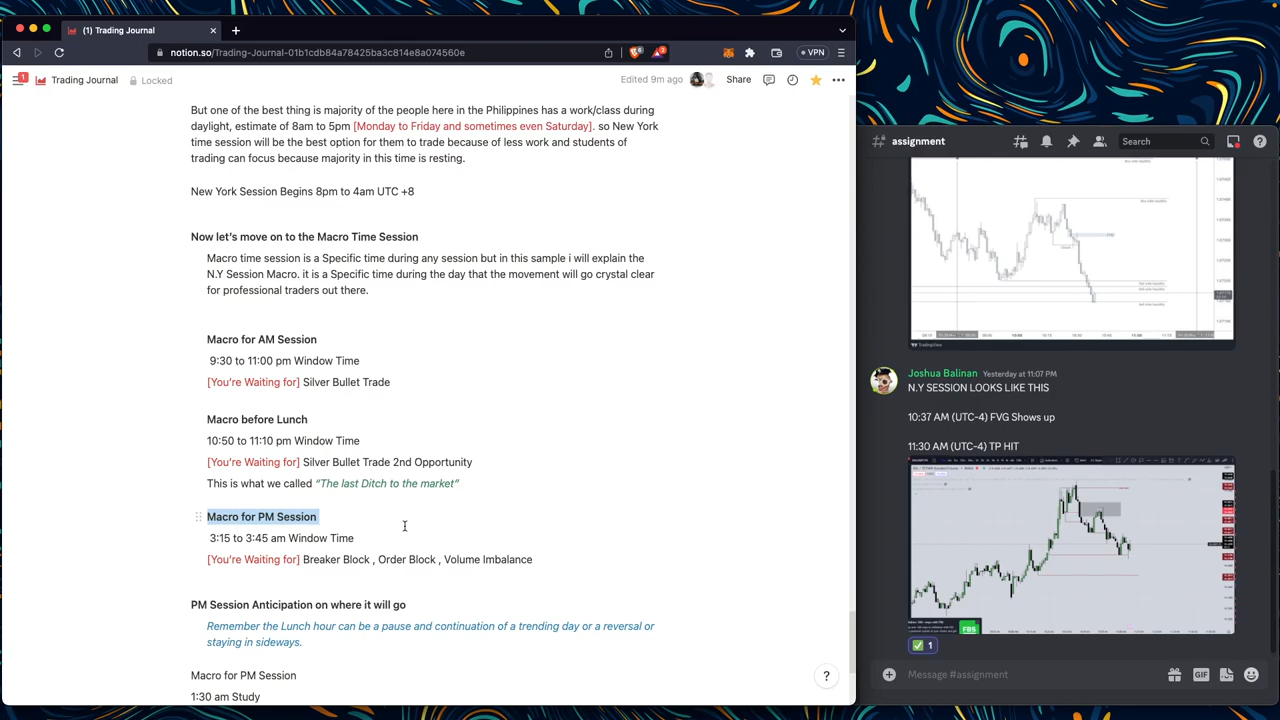 (1) Trading Journal
notion.so/Trading-Journal-01b1cdb84a78425ba3c814e8a074560e
VPN
1
Trading Journal
Locked
Edited 9m ago
Share
But one of the best thing is majority of the people here in the Philippines has a work/class during
daylight, estimate of 8am to 5pm [Monday to Friday and sometimes even Saturday]. so New York
time session will be the best option for them to trade because of less work and students of
trading can focus because majority in this time is resting.
New York Session Begins 8pm to 4am UTC +8
Now let's move on to the Macro Time Session
Macro time session is a Specific time during any session but in this sample i will explain the
N.Y Session Macro. it is a Specific time during the day that the movement will go crystal clear
for professional traders out there.
Macro for AM Session
9:30 to 11:00 pm Window Time
[You're Waiting for] Silver Bullet Trade
Macro before Lunch
10:50 to 11:10 pm Window Time
[You're Waiting for] Silver Bullet Trade 2nd Opportunity
This is what we called "The last Ditch to the market"
Macro for PM Session
3:15 to 3:45 am Window Time
[You're Waiting for] Breaker Block , Order Block , Volume Imbalance
PM Session Anticipation on where it will go
Remember the Lunch hour can be a pause and continuation of a trending day or a reversal or
staying in sideways.
Macro for PM Session
1:30 am Study
?
assignment
Search
TradingView
Joshua Balinan Yesterday at 11:07 PM
N.Y SESSION LOOKS LIKE THIS
10:37 AM (UTC-4) FVG Shows up
11:30 AM (UTC-4) TP HIT
FBS
1
Message #assignment
GIF